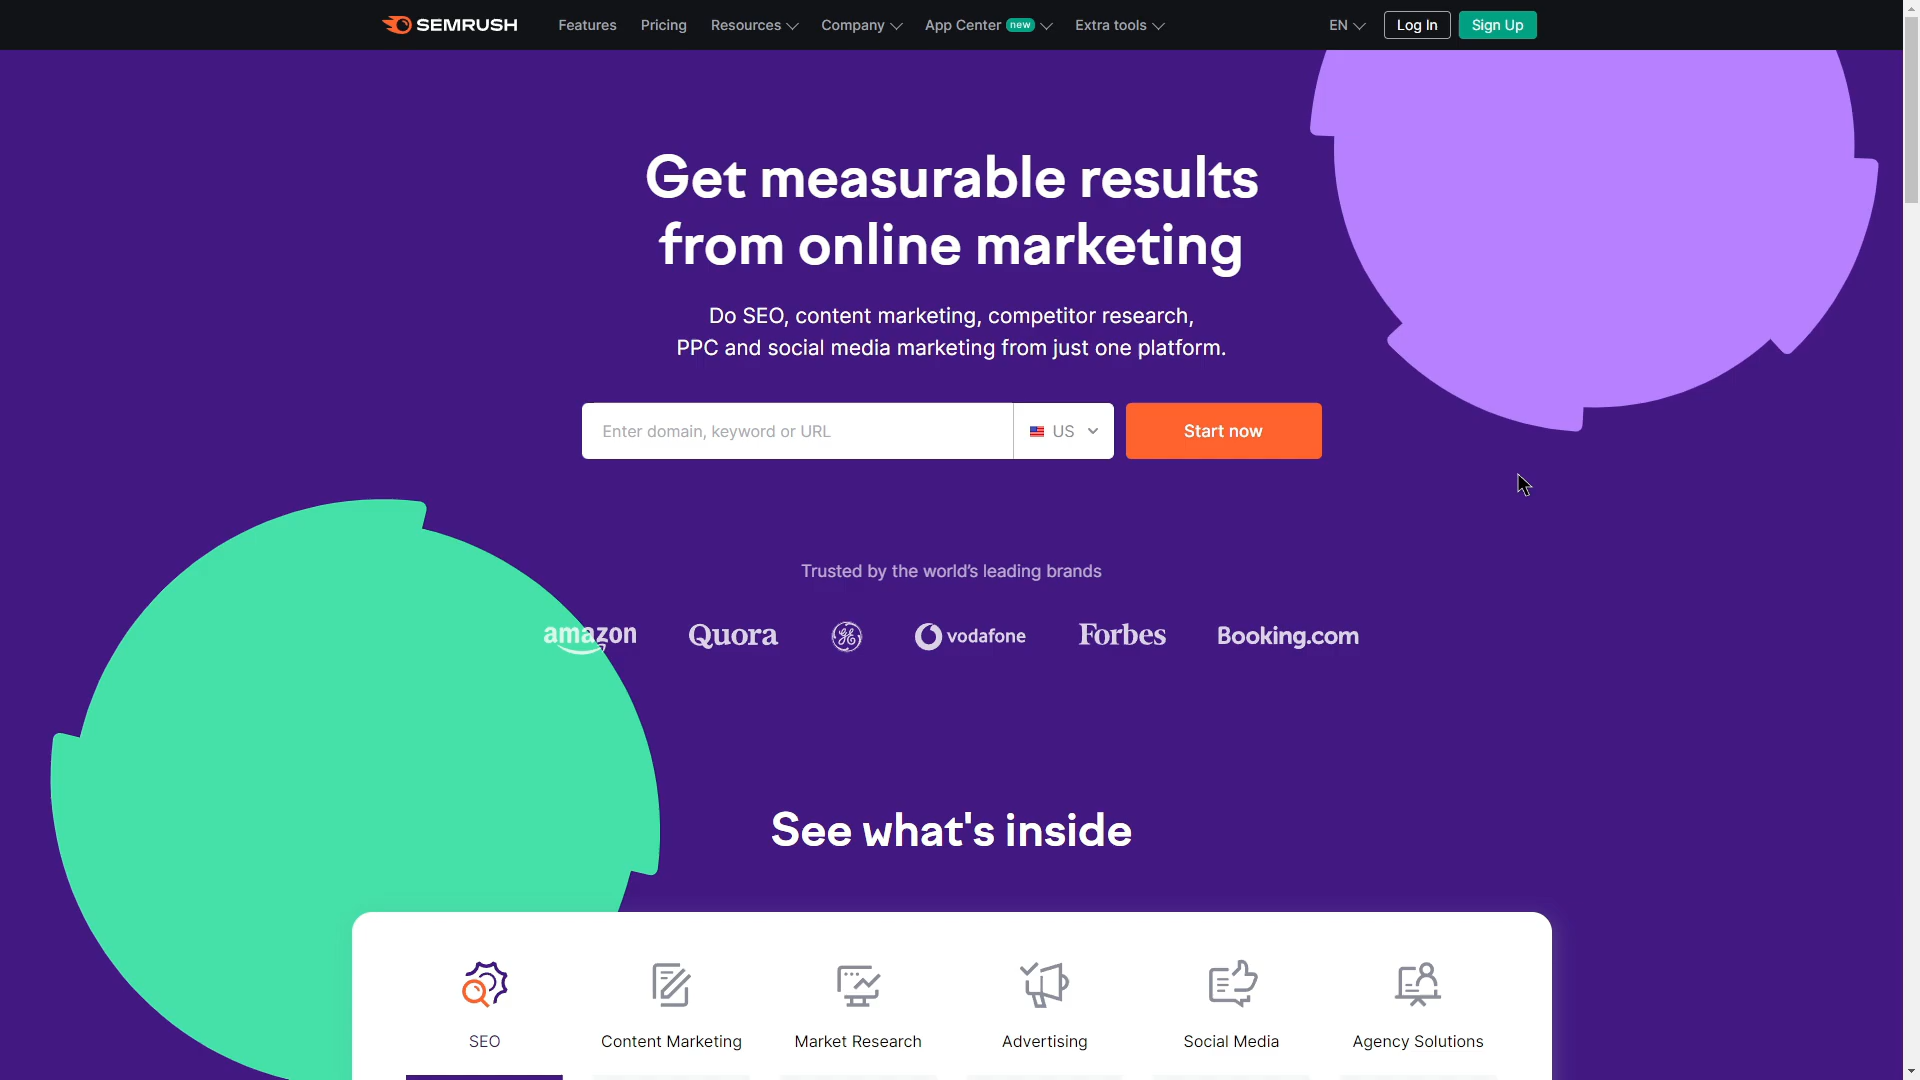 SEMRUSH Features Pricing Resources Company App Center new Extra tools EN Log In Sign Up
Get measurable results
from online marketing
Do SEO, content marketing, competitor research,
PPC and social media marketing from just one platform.
Enter domain, keyword or URL US Start now
Trusted by the world's leading brands
amazon Quora GE vodafone Forbes Booking.com
See what's inside
SEO Content Marketing Market Research Advertising Social Media Agency Solutions